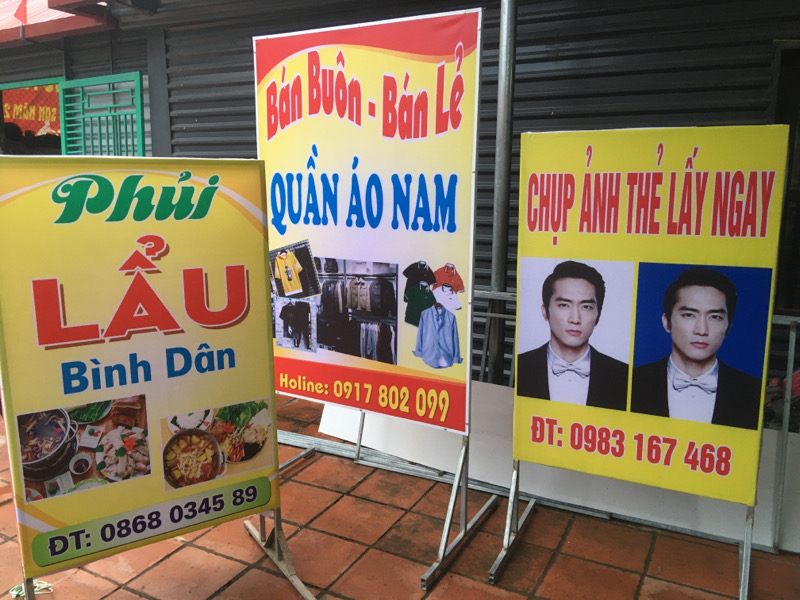 Phủi
LẨU
Bình Dân
ĐT: 0868 0345 89
Bán Buôn - Bán Lẻ
QUẦN ÁO NAM
Holine: 0917 802 099
CHỤP ẢNH THẺ LẤY NGAY
ĐT: 0983 167 468